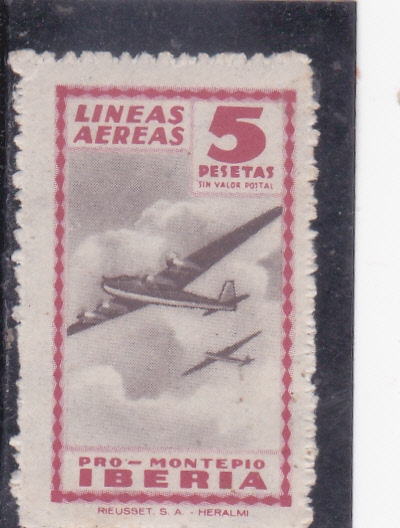 LINEAS
AEREAS
5
PESETAS
SIN VALOR POSTAL
PRO-MONTEPIO
IBERIA
RIEUSSET. S. A. - HERALMI